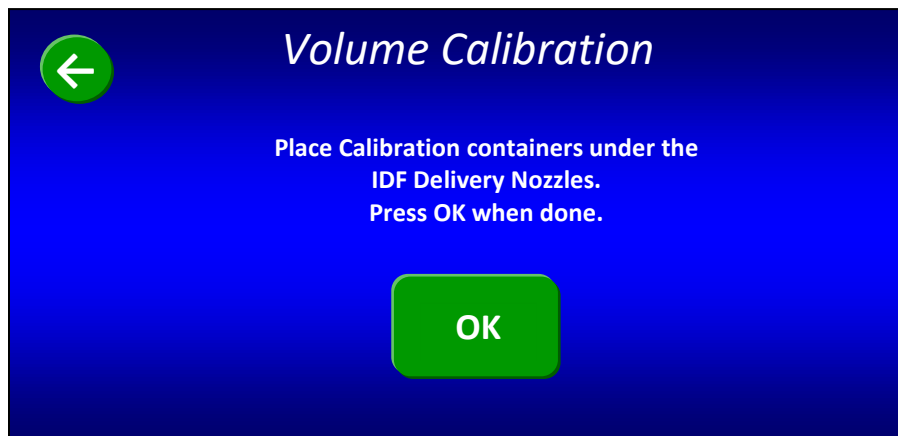 Volume Calibration
Place Calibration containers under the
IDF Delivery Nozzles.
Press OK when done.
OK